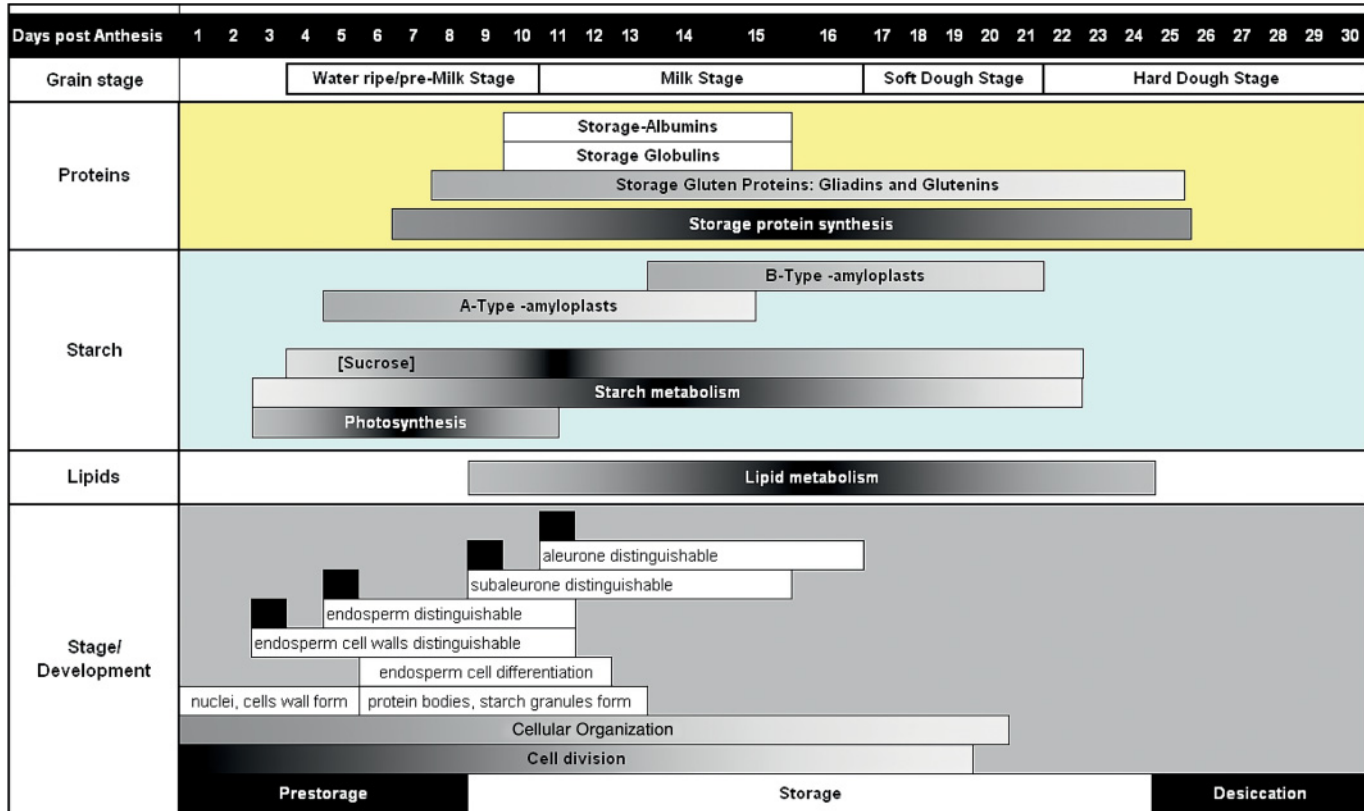 Days post Anthesis 1 2 3 4 5 6 7 8 9 10 11 12 13 14 15 16 17 18 19 20 21 22 23 24 25 26 27 28 29 30
Grain stage Water ripe/pre-Milk Stage Milk Stage Soft Dough Stage Hard Dough Stage
Proteins
Storage-Albumins
Storage Globulins
Storage Gluten Proteins: Gliadins and Glutenins
Storage protein synthesis
Starch
B-Type -amyloplasts
A-Type -amyloplasts
[Sucrose]
Starch metabolism
Photosynthesis
Lipids
Lipid metabolism
Stage/
Development
aleurone distinguishable
subaleurone distinguishable
endosperm distinguishable
endosperm cell walls distinguishable
endosperm cell differentiation
nuclei, cells wall form protein bodies, starch granules form
Cellular Organization
Cell division
Prestorage Storage Desiccation